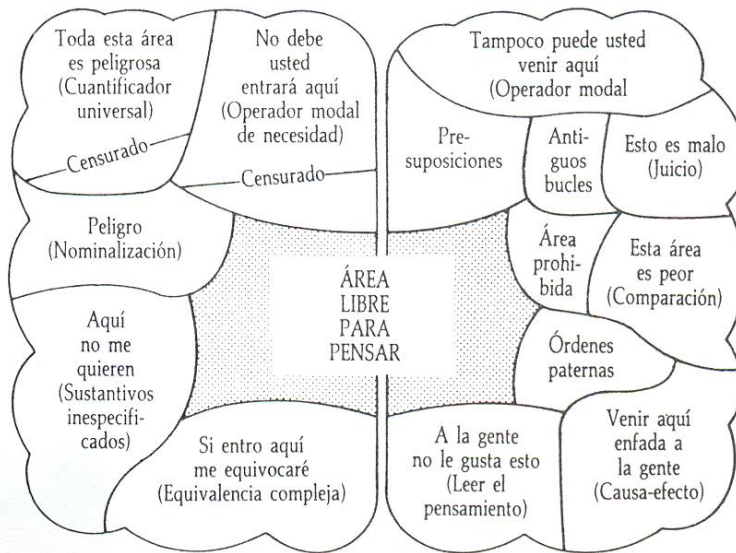 Toda esta área
es peligrosa
(Cuantificador
universal)
Censurado
No debe
usted
entrará aquí
(Operador modal
de necesidad)
Censurado
Peligro
(Nominalización)
Aquí
no me
quieren
(Sustantivos
inespecifi-
cados)
Si entro aquí
me equivocaré
(Equivalencia compleja)
ÁREA
LIBRE
PARA
PENSAR
Tampoco puede usted
venir aquí
(Operador modal
Pre-
suposiciones
Anti-
guos
bucles
Esto es malo
(Juicio)
Área
prohi-
bida
Esta área
es peor
(Comparación)
Órdenes
paternas
A la gente
no le gusta esto
(Leer el
pensamiento)
Venir aquí
enfada a
la gente
(Causa-efecto)